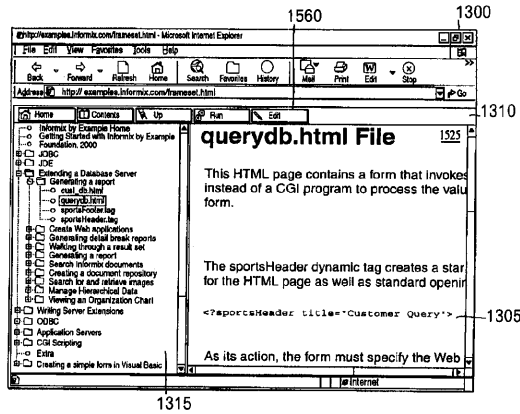 1560
1300
http://examples.Informix.com/frameset.html - Microsoft Internet Explorer
File Edit View Favorites Tools Help
Back Forward Refresh Home Search Favorites History Mail Print Edit Stop
Address http:// examples.Informix.com/frameset.html Go
1310
Home Contents Up Run Edit
Informix by Example Home
Getting Started with Informix by Example
Foundation. 2000
JDBC
JDE
Extending a Database Server
Generating a report
cust_db.html
querydb.html
sportsFooter.tag
sportsHeader.tag
Create Web applications
Generating detail break reports
Walking through a result set
Generating a report
Search Informix documents
Creating a document repository
Search for and retrieve images
Manage Hierarchical Data
Viewing an Organization Chart
Writing Server Extensions
ODBC
Application Servers
CGI Scripting
Extra
Creating a simple form in Visual Basic
querydb.html File
1525
This HTML page contains a form that invokes
instead of a CGI program to process the valu
form.
The sportsHeader dynamic tag creates a star
for the HTML page as well as standard openir
<?sportsHeader title="Customer Query">
1305
As its action, the form must specify the Web
Internet
1315